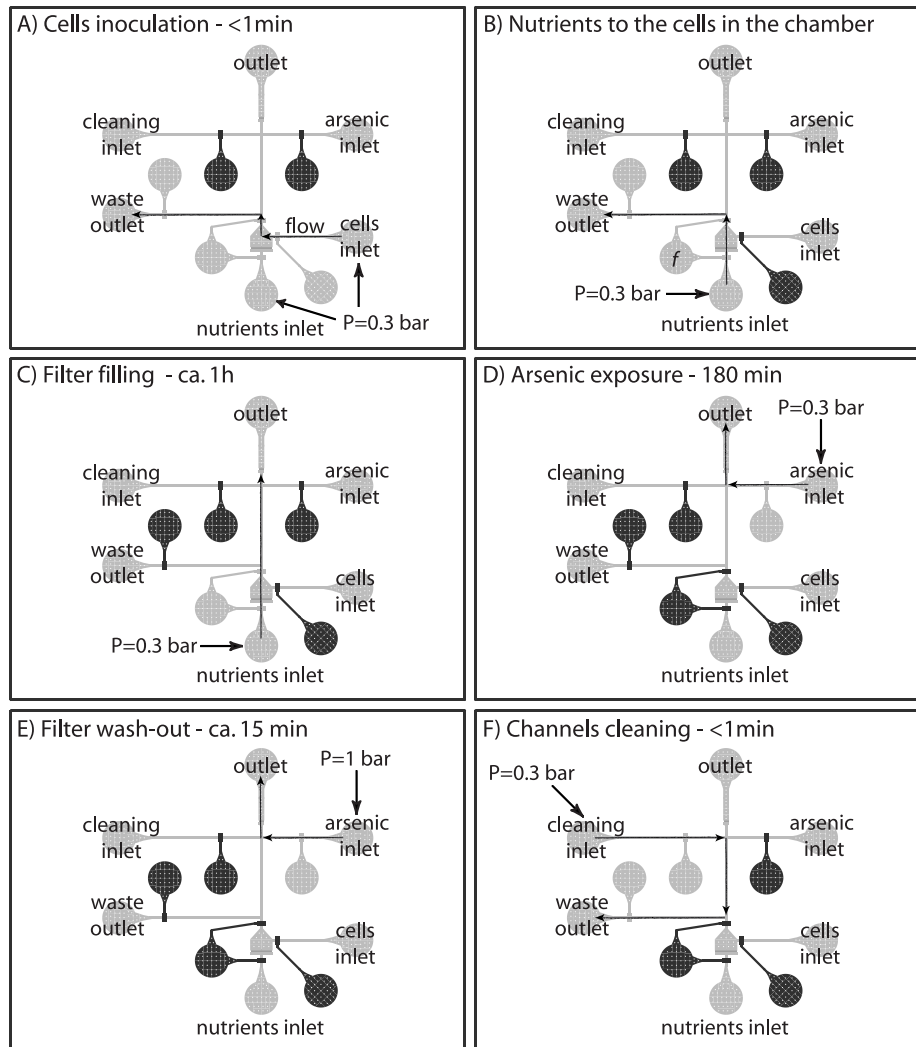 A) Cells inoculation - <1min
outlet
cleaning inlet
arsenic inlet
waste outlet
flow
cells inlet
nutrients inlet
P=0.3 bar
B) Nutrients to the cells in the chamber
outlet
cleaning inlet
arsenic inlet
waste outlet
cells inlet
f
P=0.3 bar
nutrients inlet
C) Filter filling - ca. 1h
outlet
cleaning inlet
arsenic inlet
waste outlet
cells inlet
P=0.3 bar
nutrients inlet
D) Arsenic exposure - 180 min
outlet
P=0.3 bar
cleaning inlet
arsenic inlet
waste outlet
cells inlet
nutrients inlet
E) Filter wash-out - ca. 15 min
outlet
P=1 bar
cleaning inlet
arsenic inlet
waste outlet
cells inlet
nutrients inlet
F) Channels cleaning - <1min
outlet
P=0.3 bar
cleaning inlet
arsenic inlet
waste outlet
cells inlet
nutrients inlet